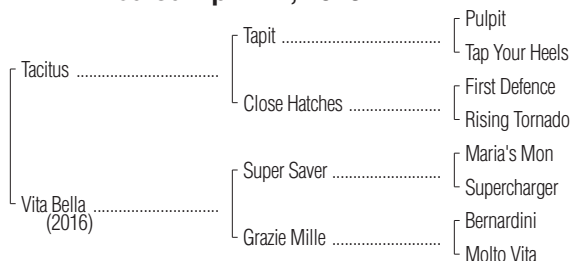 Pulpit
Tapit ........................................
Tap Your Heels
Tacitus ....................................
First Defence
Close Hatches .......................
Rising Tornado
Maria's Mon
Super Saver ..........................
Supercharger
Vita Bella ................................
(2016)
Bernardini
Grazie Mille ...........................
Molto Vita